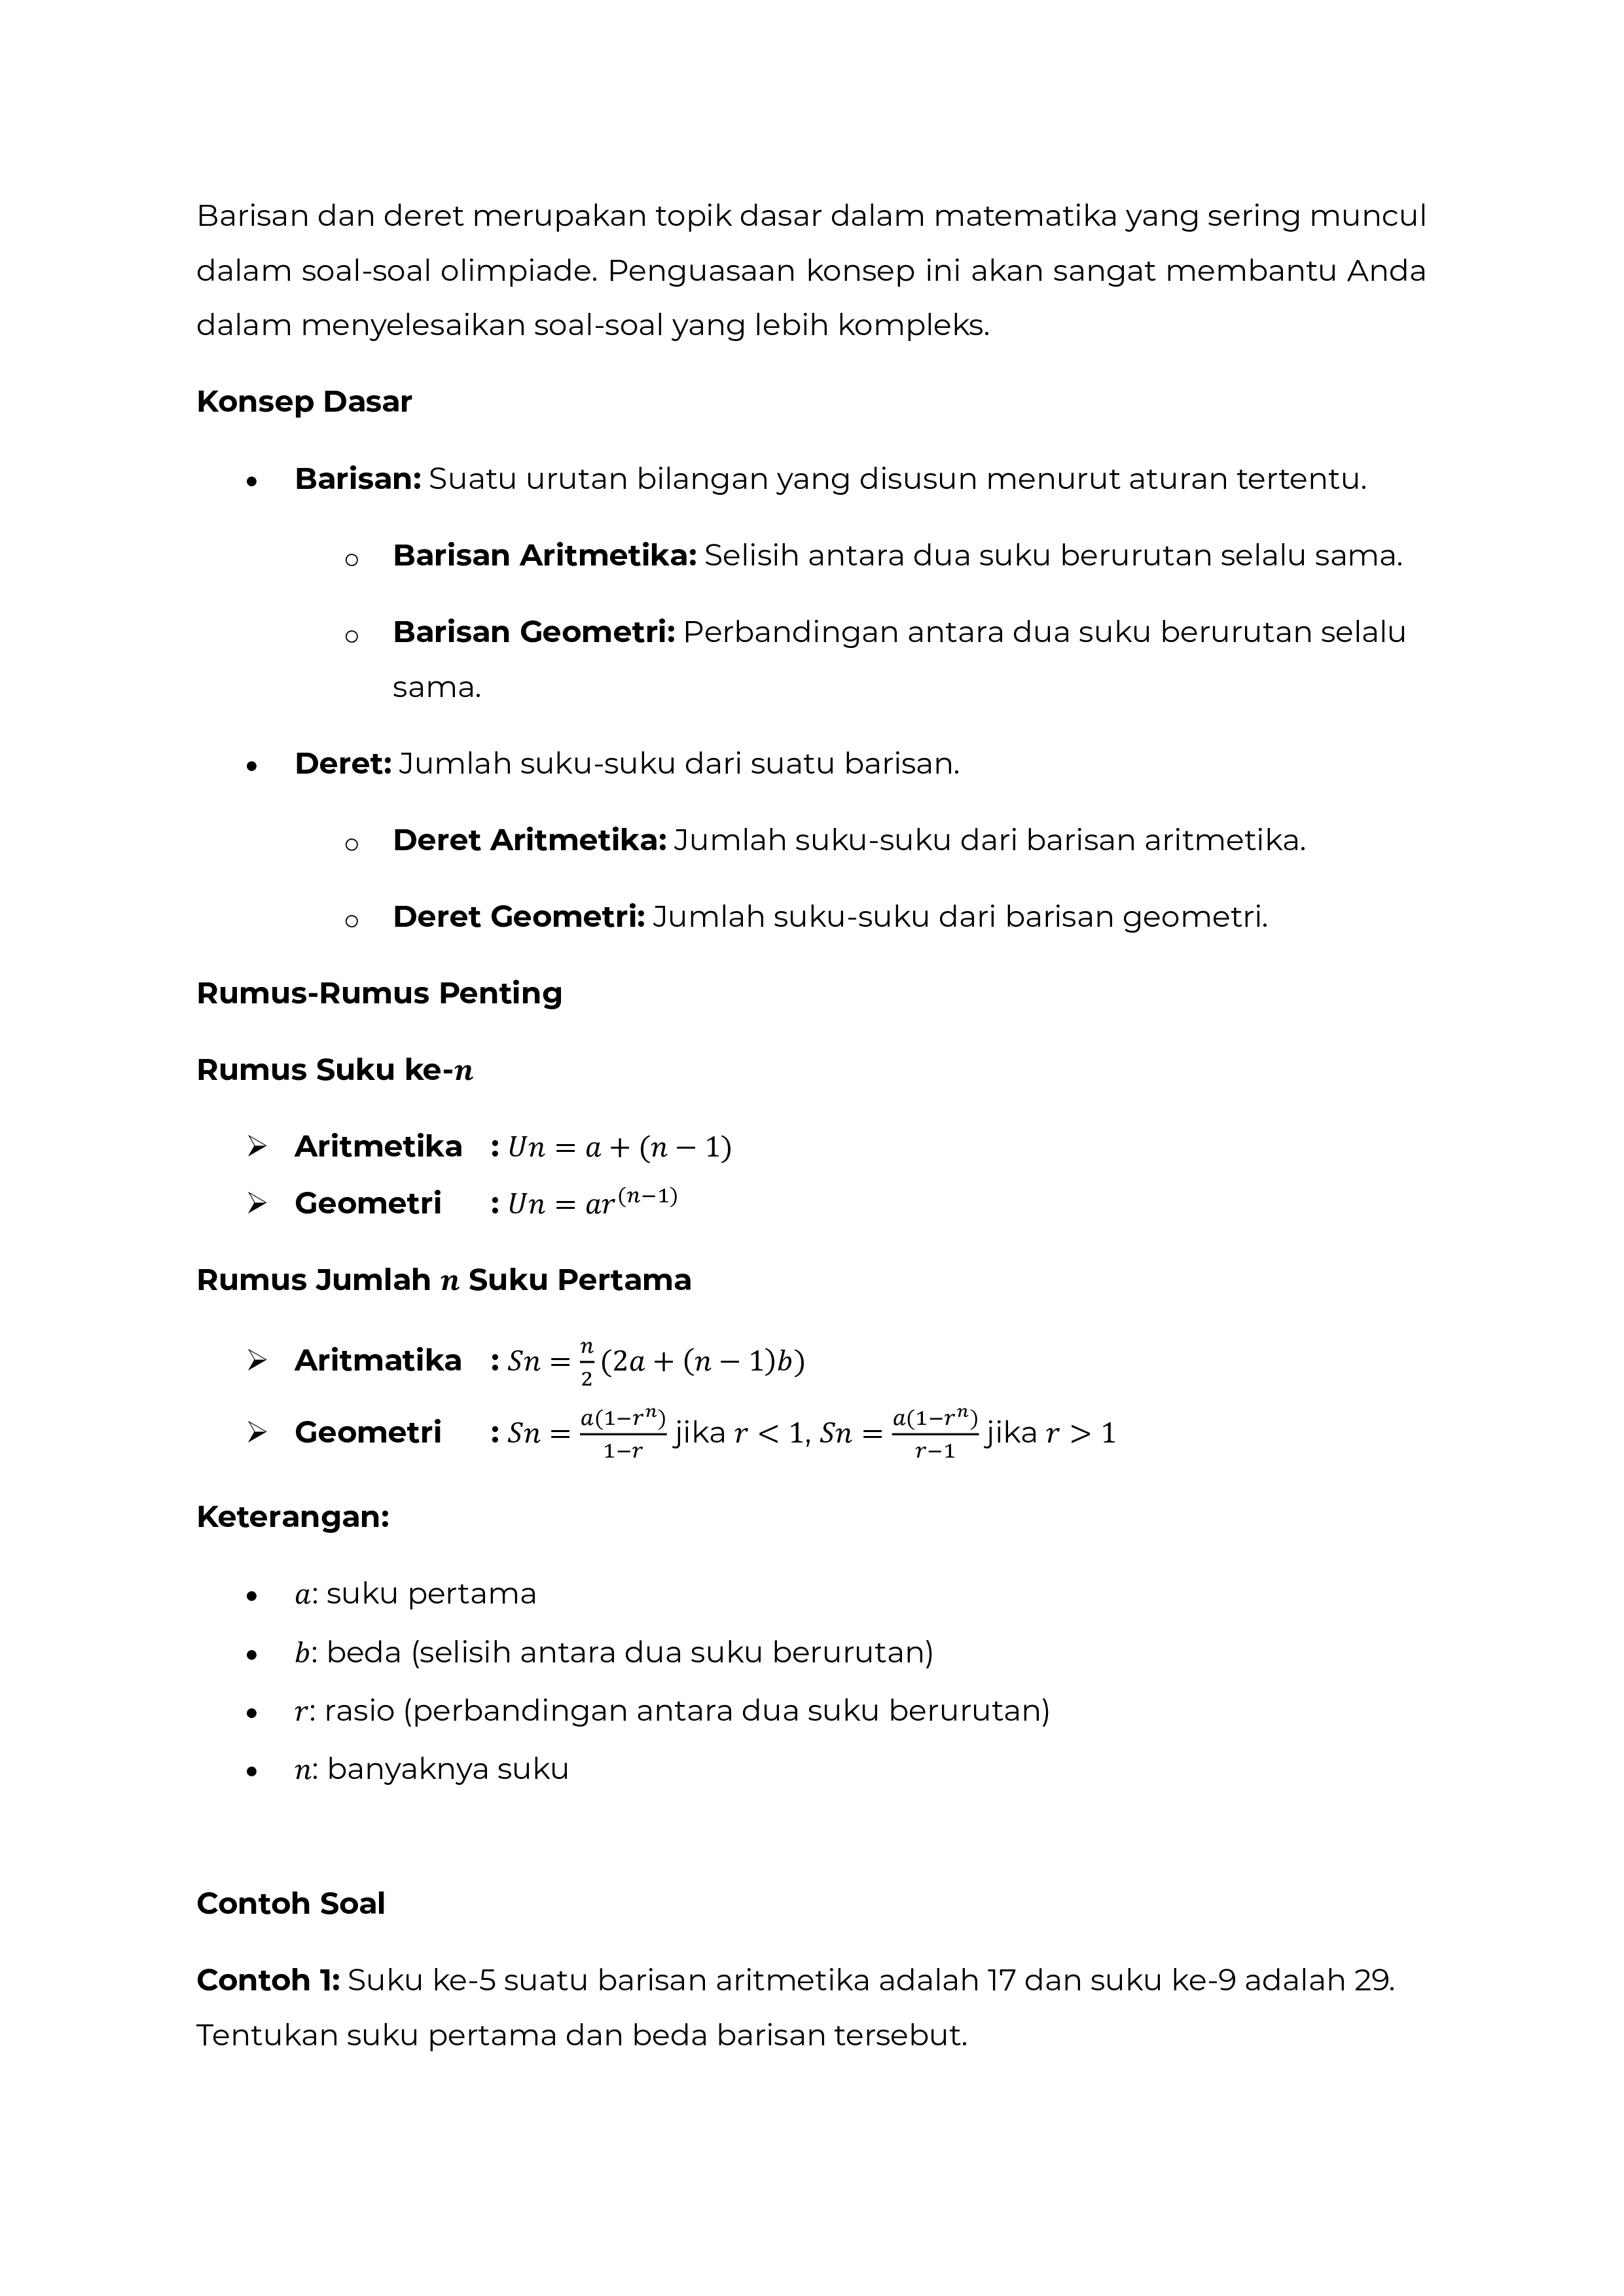 Barisan dan deret merupakan topik dasar dalam matematika yang sering muncul
dalam soal-soal olimpiade. Penguasaan konsep ini akan sangat membantu Anda
dalam menyelesaikan soal-soal yang lebih kompleks.
Konsep Dasar
• Barisan: Suatu urutan bilangan yang disusun menurut aturan tertentu.
○ Barisan Aritmetika: Selisih antara dua suku berurutan selalu sama.
○ Barisan Geometri: Perbandingan antara dua suku berurutan selalu
sama.
• Deret: Jumlah suku-suku dari suatu barisan.
○ Deret Aritmetika: Jumlah suku-suku dari barisan aritmetika.
○ Deret Geometri: Jumlah suku-suku dari barisan geometri.
Rumus-Rumus Penting
Rumus Suku ke-n
➢ Aritmetika : $Un = a + (n - 1)$
➢ Geometri : $Un = ar^{(n-1)}$
Rumus Jumlah n Suku Pertama
➢ Aritmatika : $Sn = \frac{n}{2}(2a + (n - 1)b)$
➢ Geometri : $Sn = \frac{a(1-r^n)}{1-r}$ jika $r < 1$, $Sn = \frac{a(1-r^n)}{r-1}$ jika $r > 1$
Keterangan:
• a: suku pertama
• b: beda (selisih antara dua suku berurutan)
• r: rasio (perbandingan antara dua suku berurutan)
• n: banyaknya suku
Contoh Soal
Contoh 1: Suku ke-5 suatu barisan aritmetika adalah 17 dan suku ke-9 adalah 29.
Tentukan suku pertama dan beda barisan tersebut.